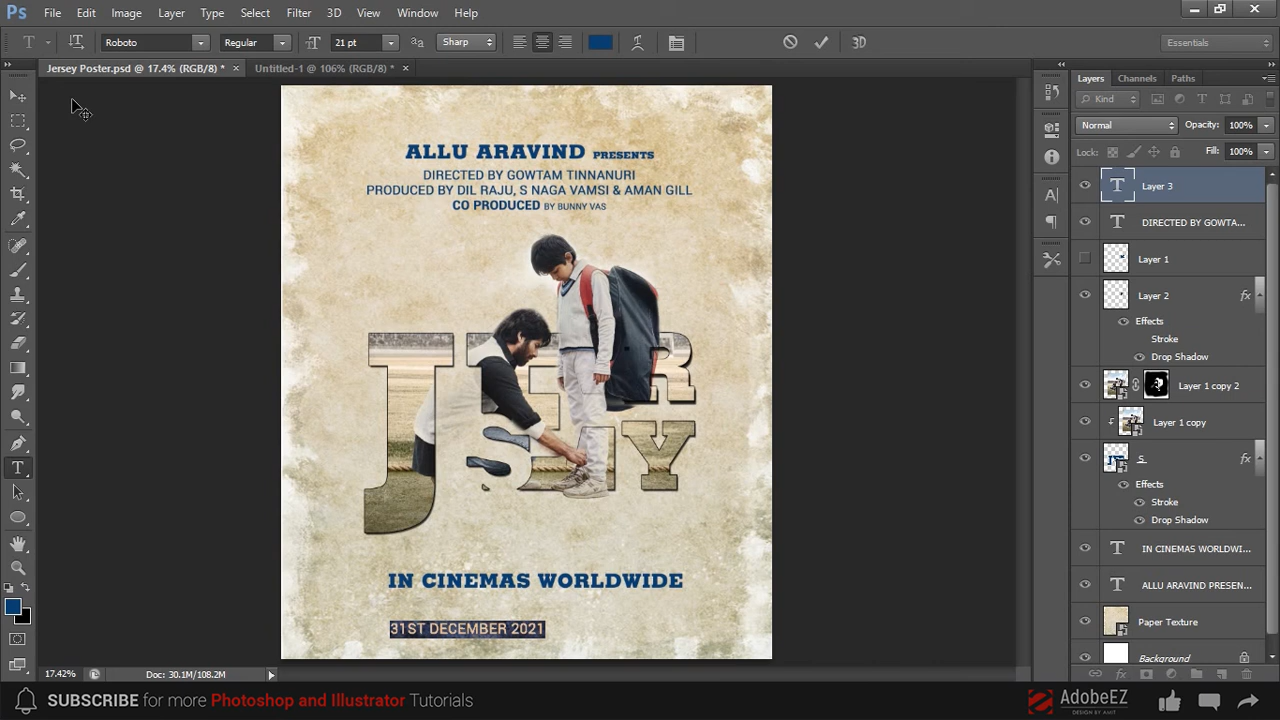 Ps File Edit Image Layer Type Select Filter 3D View Window Help
T Roboto Regular 21 pt Sharp 3D Essentials
Jersey Poster.psd @ 17.4% (RGB/8) * × Untitled-1 @ 106% (RGB/8) * ×
Layers Channels Paths
Kind
Normal Opacity: 100%
Lock: Fill: 100%
Layer 3
DIRECTED BY GOWTA...
Layer 1
Layer 2 fx
Effects
Stroke
Drop Shadow
Layer 1 copy 2
Layer 1 copy
S fx
Effects
Stroke
Drop Shadow
IN CINEMAS WORLDWI...
ALLU ARAVIND PRESEN...
Paper Texture
Background
ALLU ARAVIND PRESENTS
DIRECTED BY GOWTAM TINNANURI
PRODUCED BY DIL RAJU, S NAGA VAMSI & AMAN GILL
CO PRODUCED BY BUNNY VAS
JERSEY
IN CINEMAS WORLDWIDE
31ST DECEMBER 2021
17.42% Doc: 30.1M/108.2M
SUBSCRIBE for more Photoshop and Illustrator Tutorials
AdobeEZ
DESIGN BY AMIT